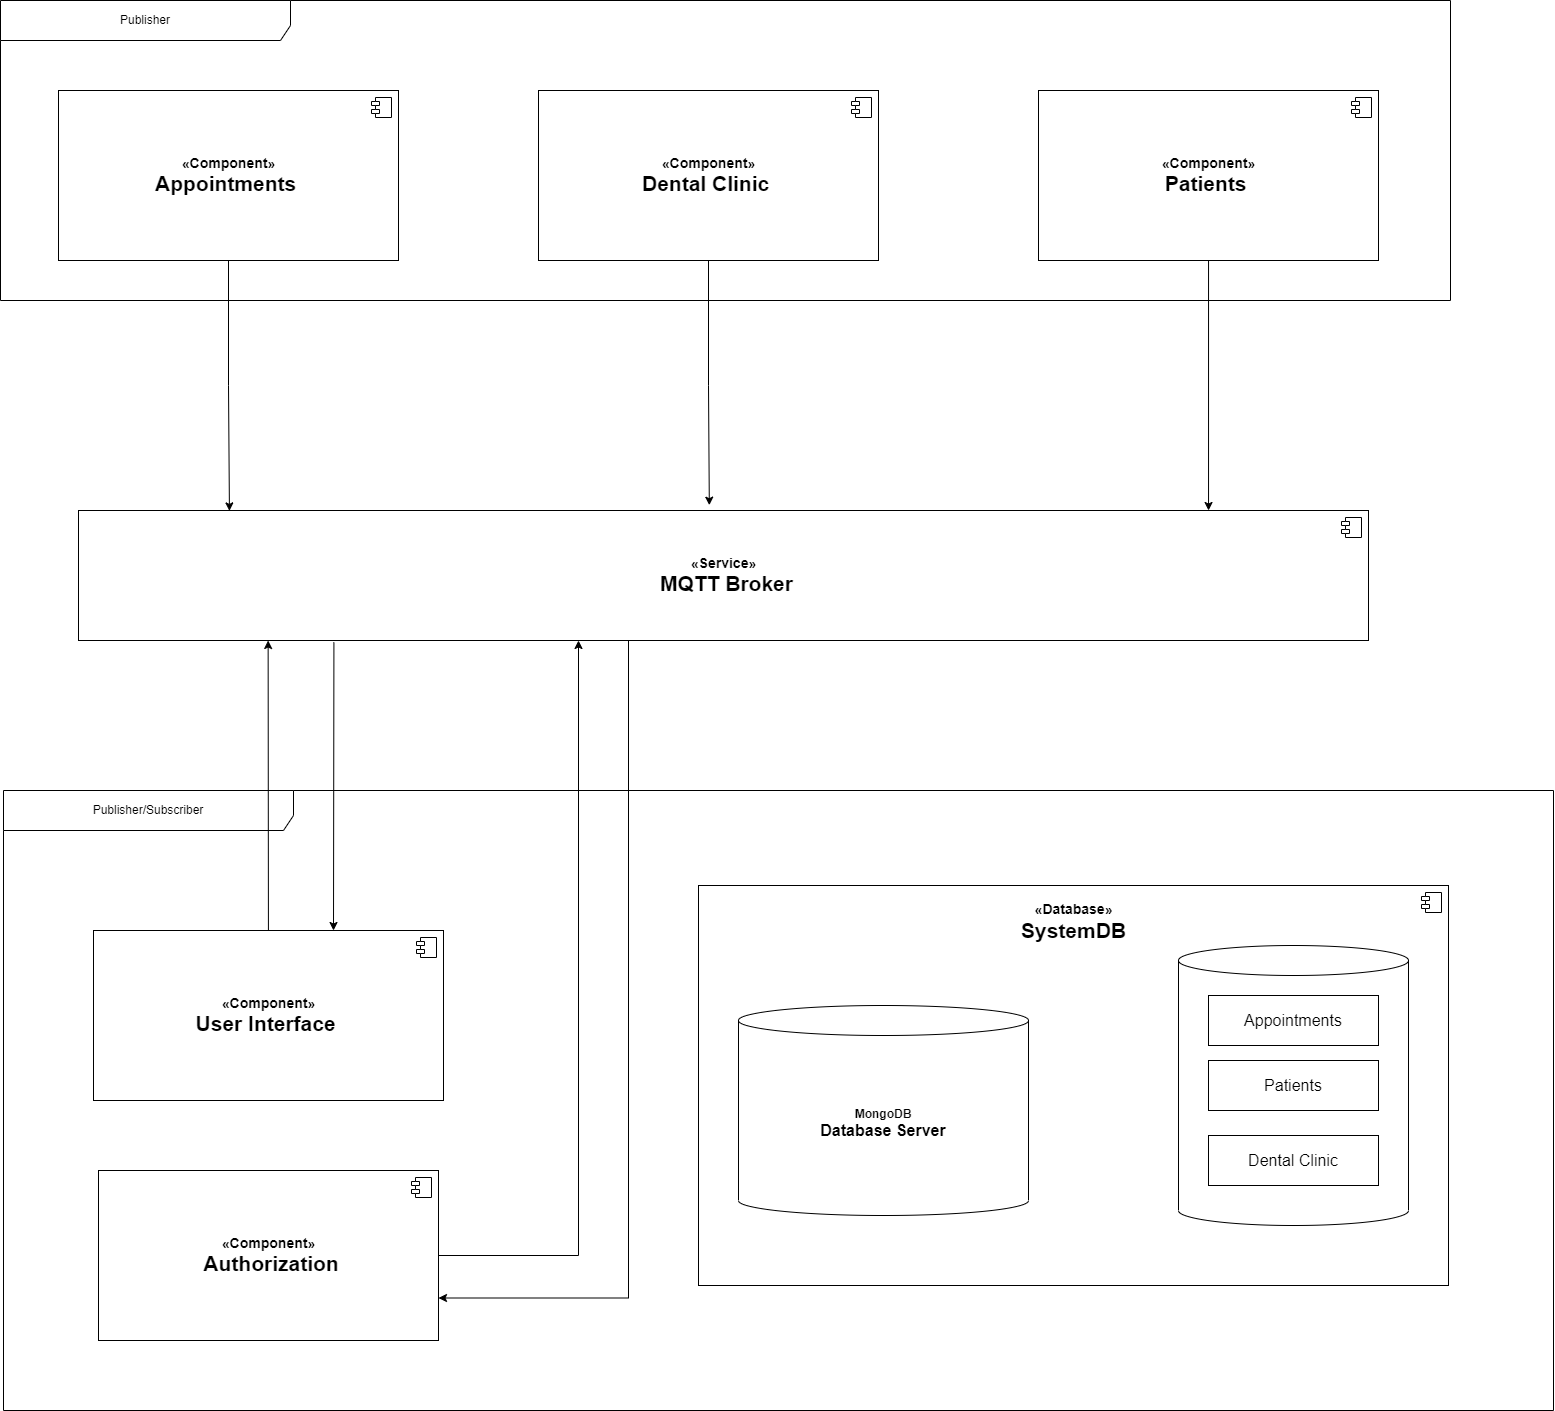 Publisher
«Component»
Appointments
«Component»
Dental Clinic
«Component»
Patients
«Service»
MQTT Broker
Publisher/Subscriber
«Component»
User Interface
«Component»
Authorization
«Database»
SystemDB
MongoDB
Database Server
Appointments
Patients
Dental Clinic